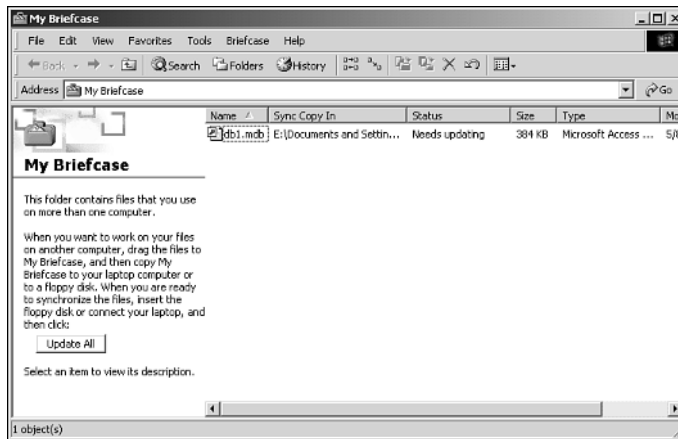 My Briefcase
File Edit View Favorites Tools Briefcase Help
Back Search Folders History
Address My Briefcase Go
Name Sync Copy In Status Size Type Mo
db1.mdb E:\Documents and Settin... Needs updating 384 KB Microsoft Access ... 5/8
My Briefcase
This folder contains files that you use
on more than one computer.
When you want to work on your files
on another computer, drag the files to
My Briefcase, and then copy My
Briefcase to your laptop computer or
to a floppy disk. When you are ready
to synchronize the files, insert the
floppy disk or connect your laptop, and
then click:
Update All
Select an item to view its description.
1 object(s)